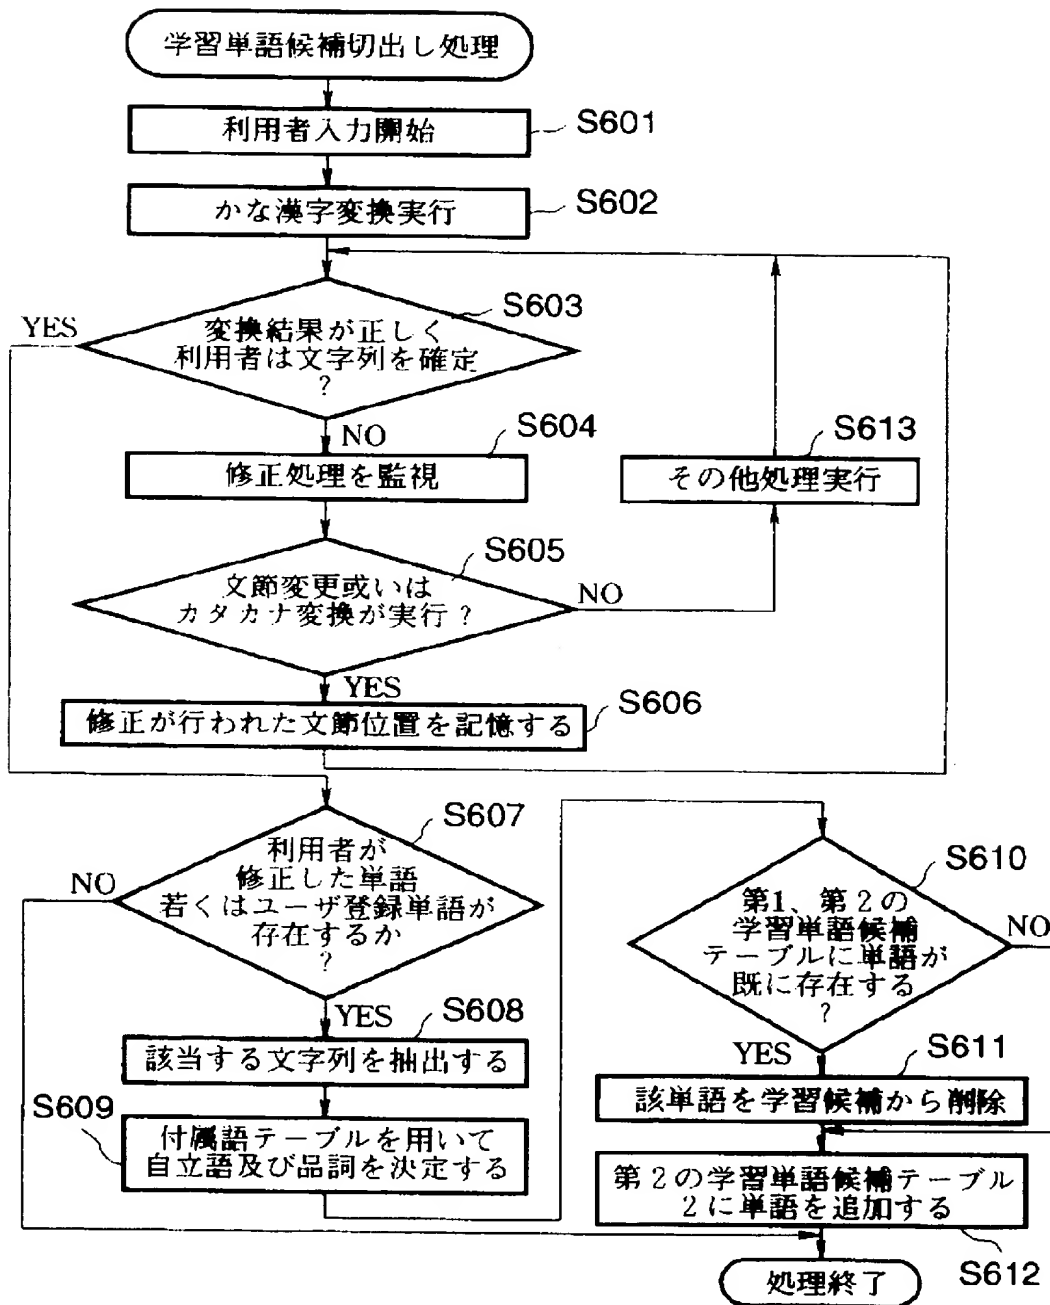 学習単語候補切出し処理
利用者入力開始
S601
かな漢字変換実行
S602
変換結果が正しく
利用者は文字列を確定
?
S603
YES
NO
修正処理を監視
S604
その他処理実行
S613
文節変更或いは
カタカナ変換が実行?
S605
NO
YES
修正が行われた文節位置を記憶する
S606
利用者が
修正した単語
若くはユーザ登録単語が
存在するか
?
S607
NO
YES
該当する文字列を抽出する
S608
付属語テーブルを用いて
自立語及び品詞を決定する
S609
第1、第2の
学習単語候補
テーブルに単語が
既に存在する
?
S610
NO
YES
該単語を学習候補から削除
S611
第2の学習単語候補テーブル
2に単語を追加する
S612
処理終了